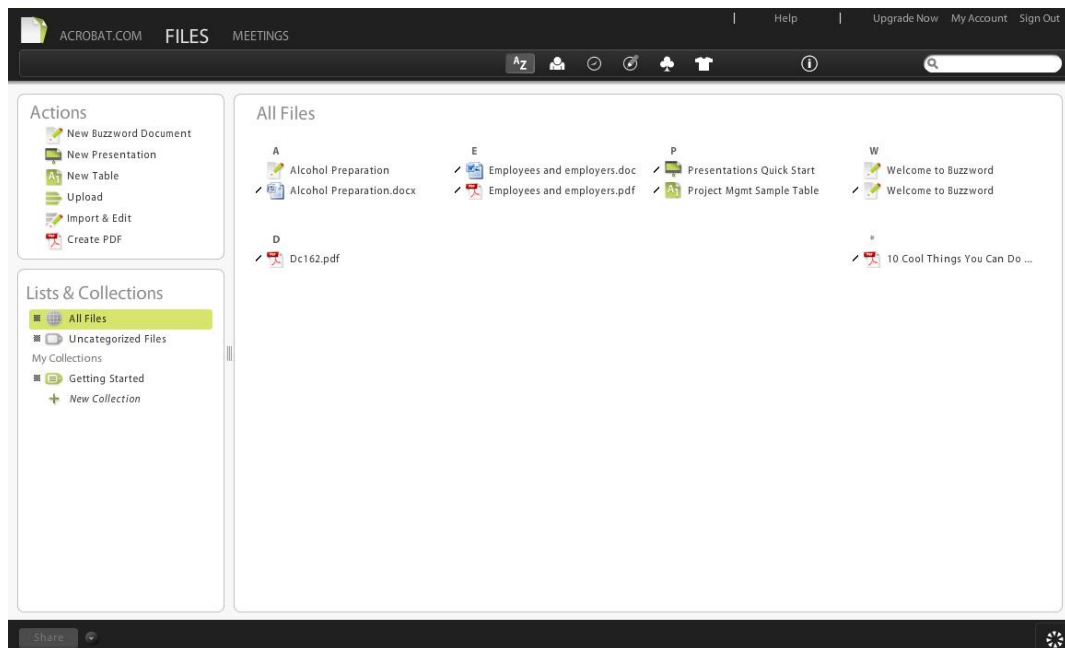 Help Upgrade Now My Account Sign Out
ACROBAT.COM FILES MEETINGS
AZ
Actions
New Buzzword Document
New Presentation
New Table
Upload
Import & Edit
Create PDF
Lists & Collections
All Files
Uncategorized Files
My Collections
Getting Started
New Collection
All Files
A
Alcohol Preparation
Alcohol Preparation.docx
E
Employees and employers.doc
Employees and employers.pdf
P
Presentations Quick Start
Project Mgmt Sample Table
W
Welcome to Buzzword
Welcome to Buzzword
D
Dc162.pdf
10 Cool Things You Can Do ...
Share